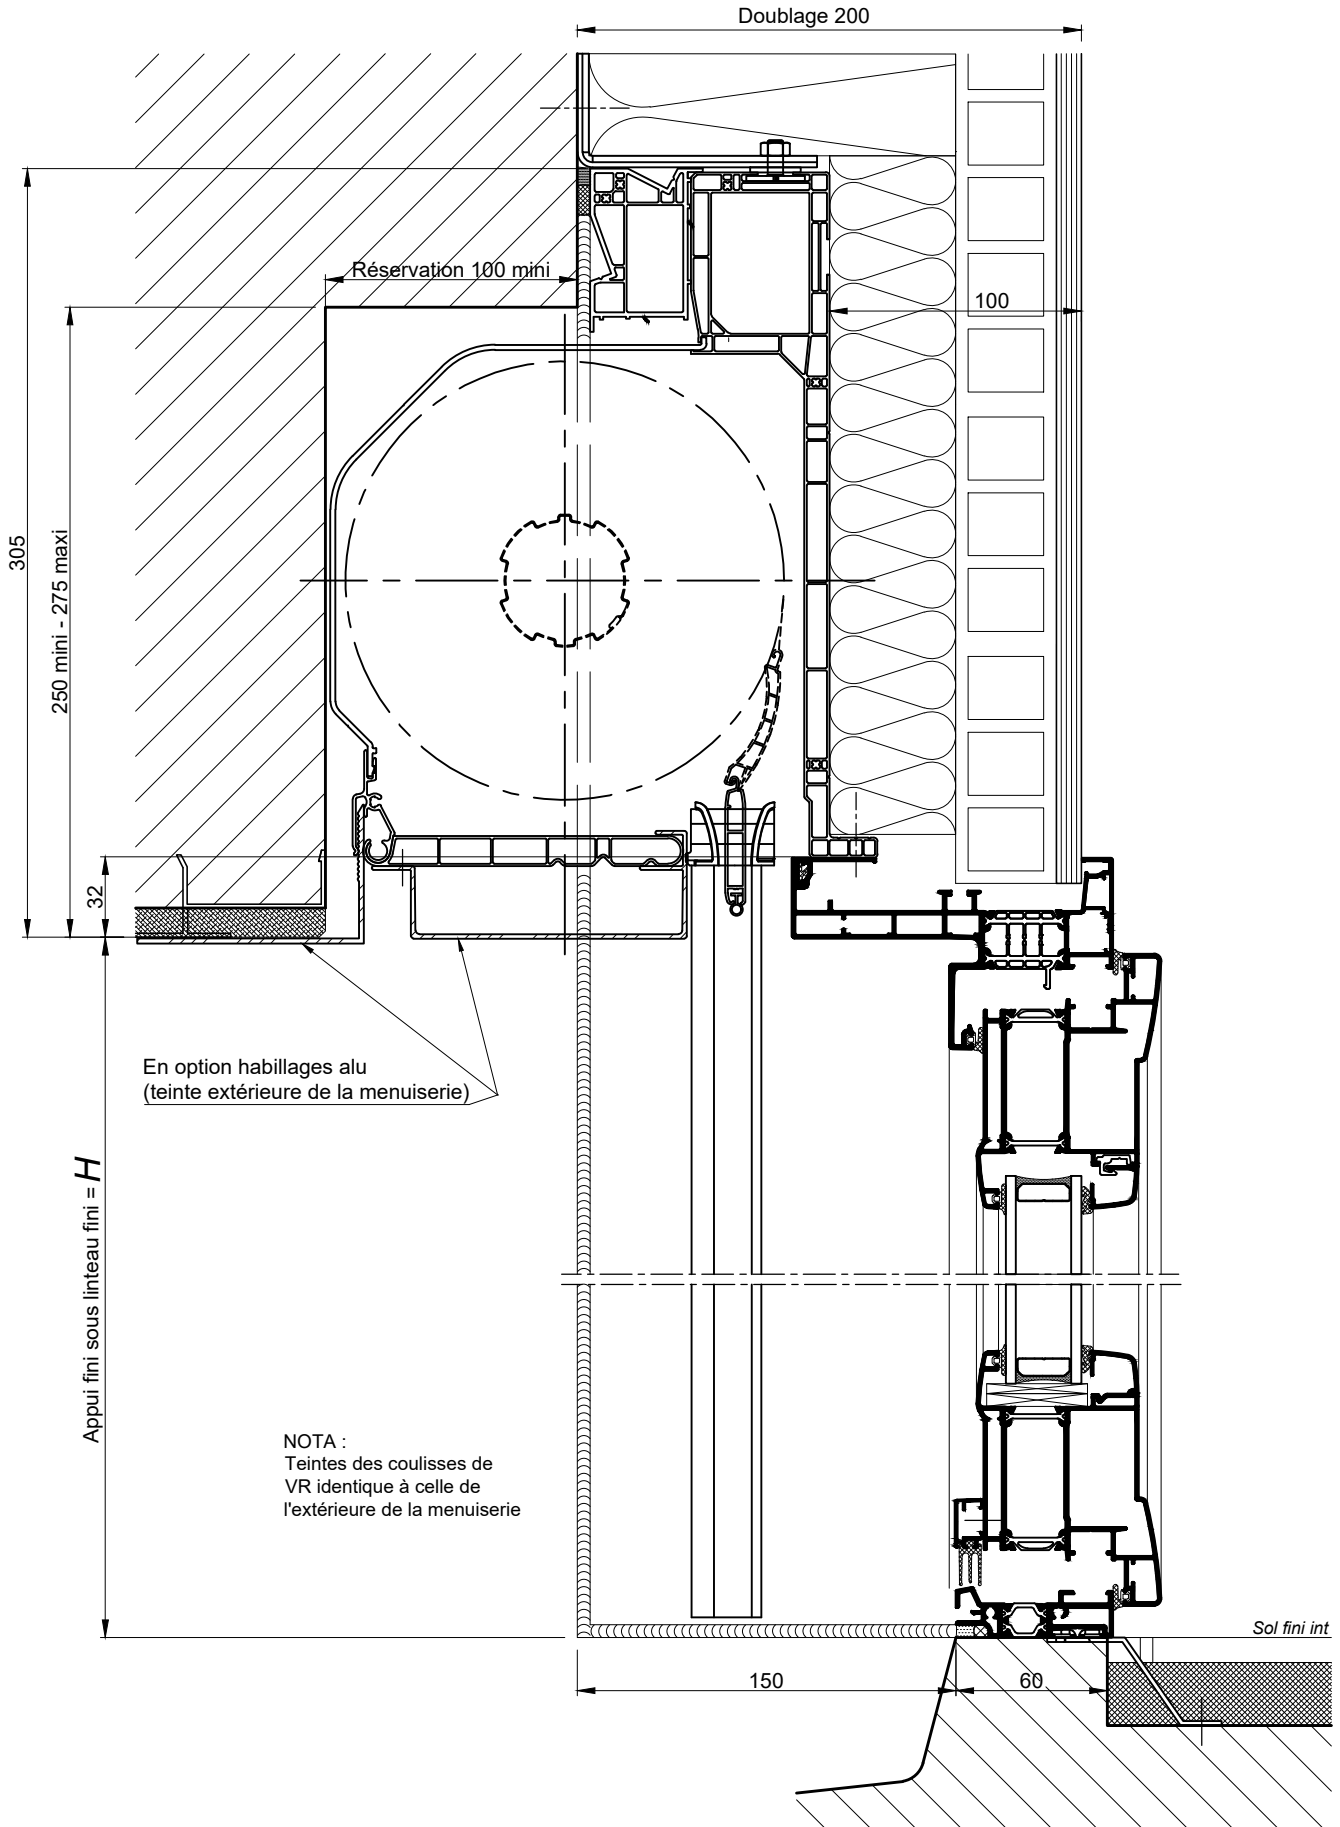 Doublage 200
Réservation 100 mini
100
305
250 mini - 275 maxi
32
En option habillages alu
(teinte extérieure de la menuiserie)
Appui fini sous linteau fini = H
NOTA :
Teintes des coulisses de
VR identique à celle de
l'extérieure de la menuiserie
Sol fini int
150
60